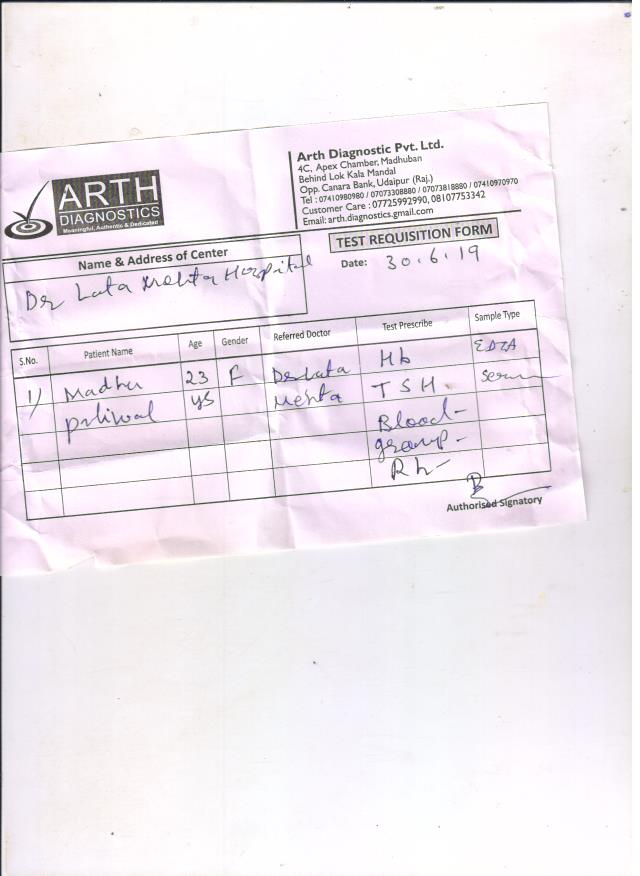 ARTH
DIAGNOSTICS
Meaningful, Authentic & Dedicated
Arth Diagnostic Pvt. Ltd.
4C, Apex Chamber, Madhuban
Behind Lok Kala Mandal
Opp. Canara Bank, Udaipur (Raj.)
Tel : 07410980980 / 07073308880 / 07073818880 / 07410970970
Customer Care : 07725992990, 08107753342
Email: arth.diagnostics.gmail.com
TEST REQUISITION FORM
Date: 30.6.19
Name & Address of Center
Dr Lata Mehta Hospital
S.No. Patient Name Age Gender Referred Doctor Test Prescribe Sample Type
1) Madhu 23 F Dr Lata Hb EDTA
paliwal ys Mehta TSH Serum
Blood-
group-
Rh-
Authorised Signatory